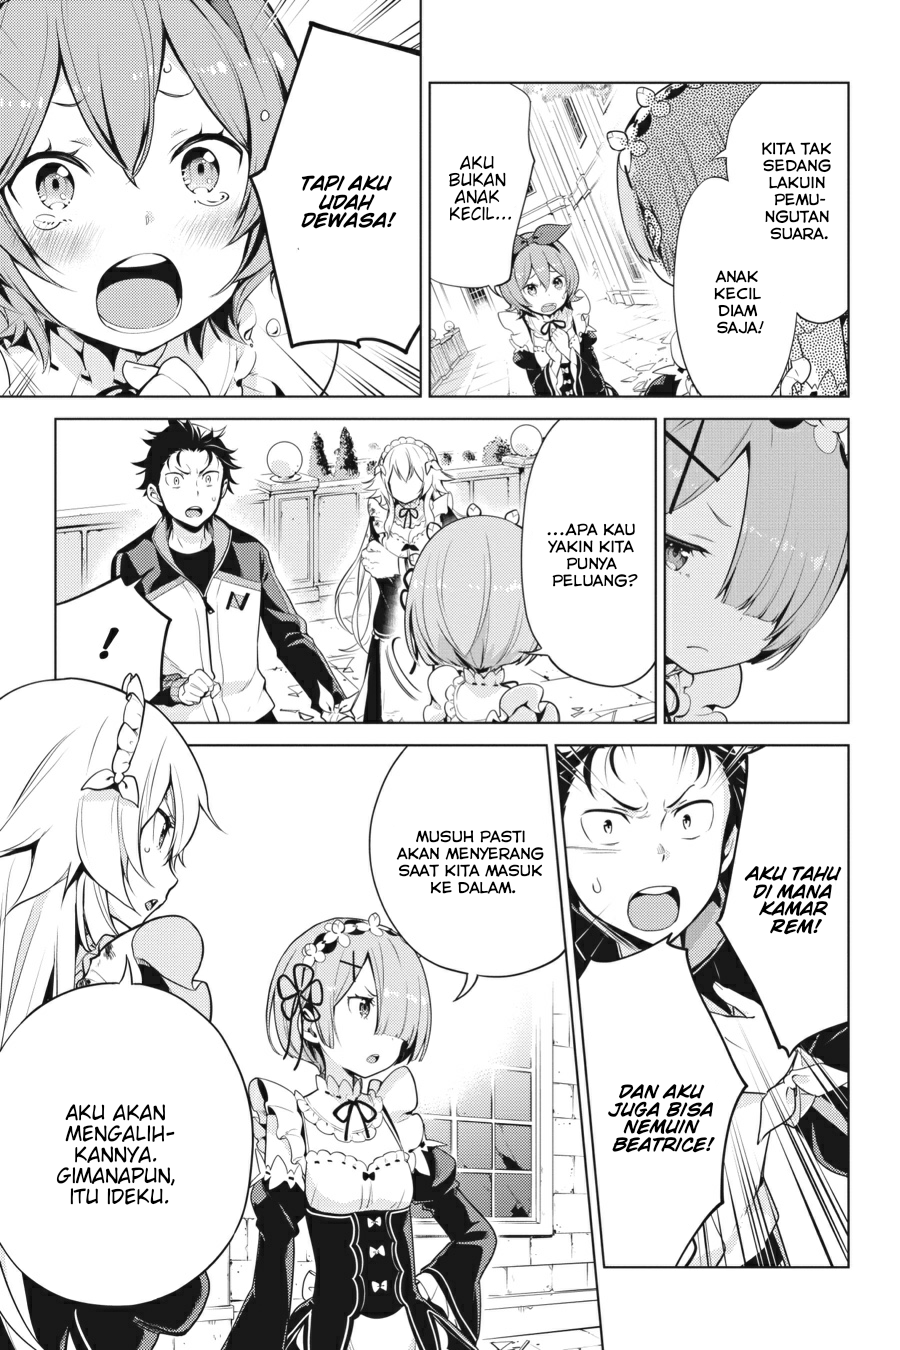 KITA TAK
SEDANG
LAKUIN
PEMU-
NGUTAN
SUARA.
ANAK
KECIL
DIAM
SAJA!
AKU
BUKAN
ANAK
KECIL...
TAPI AKU
UDAH
DEWASA!
...APA KAU
YAKIN KITA
PUNYA
PELUANG?
!
AKU TAHU
DI MANA
KAMAR
REM!
DAN AKU
JUGA BISA
NEMUIN
BEATRICE!
MUSUH PASTI
AKAN MENYERANG
SAAT KITA MASUK
KE DALAM.
AKU AKAN
MENGALIH-
KANNYA.
GIMANAPUN,
ITU IDEKU.